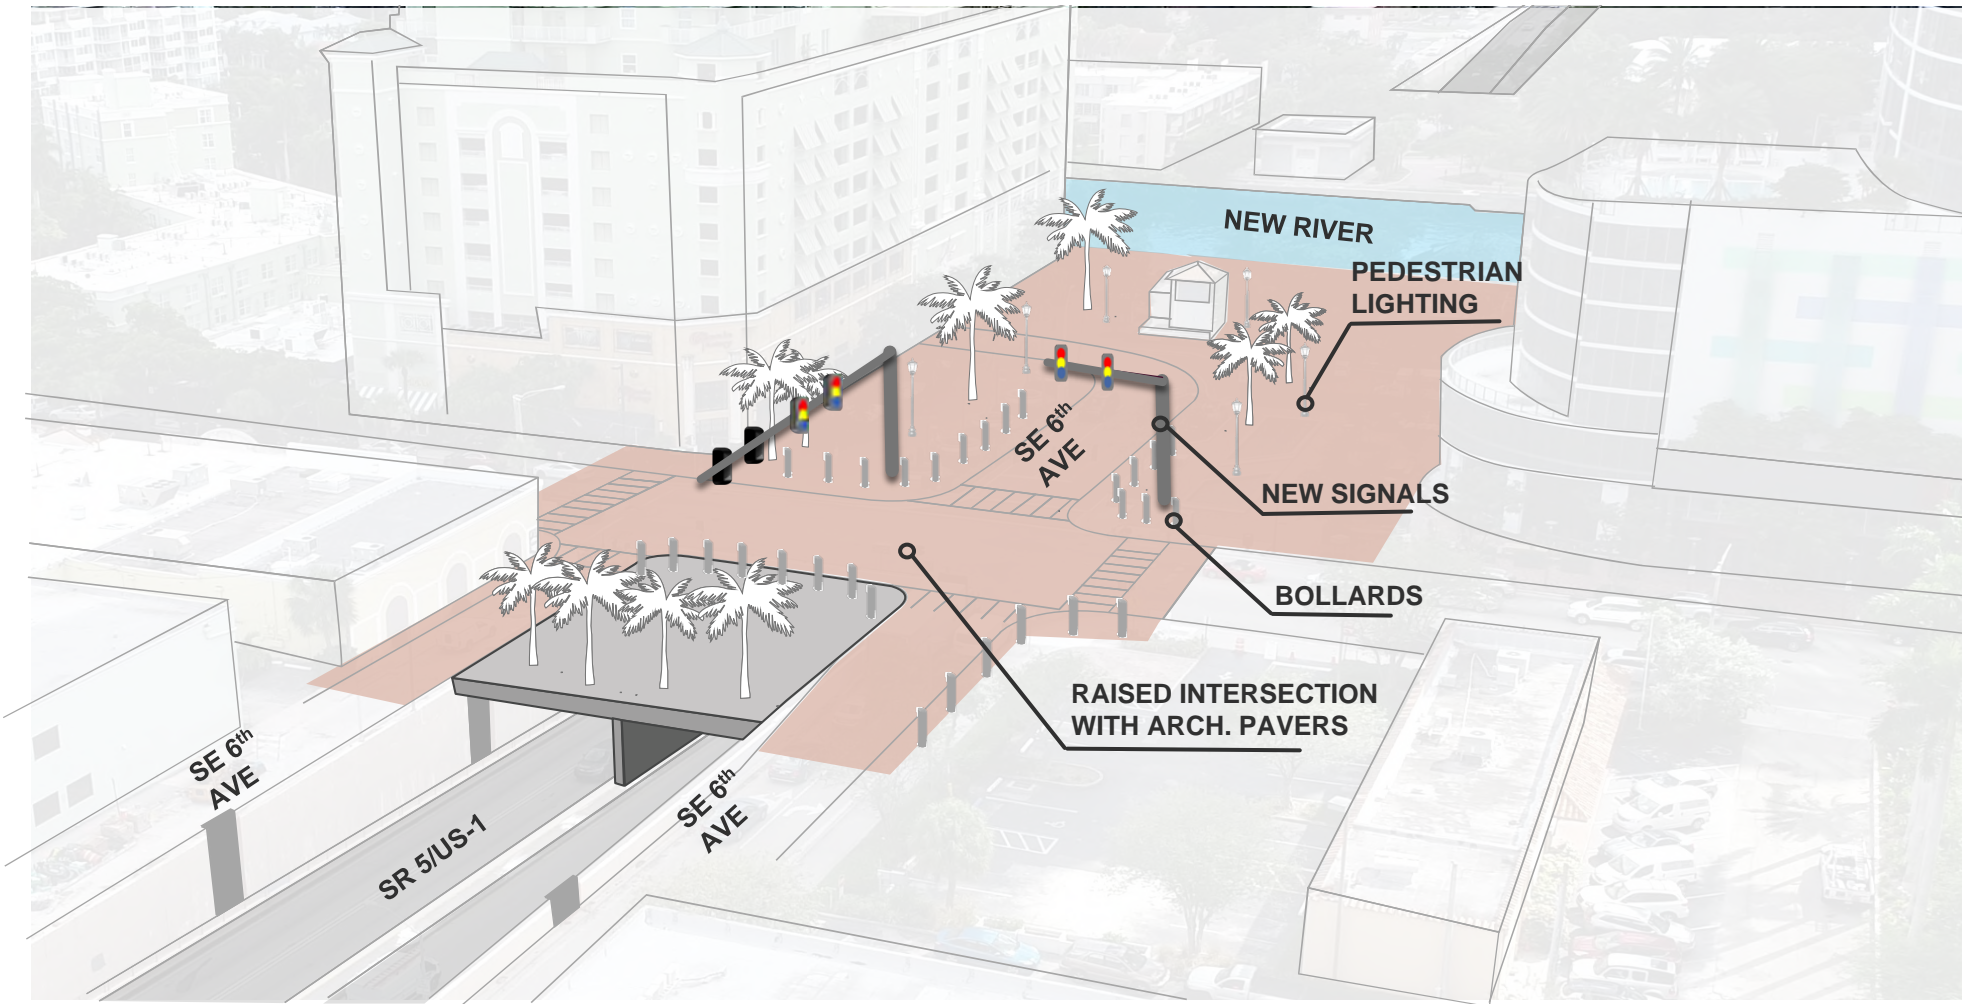 NEW RIVER
PEDESTRIAN
LIGHTING
SE 6th
AVE
NEW SIGNALS
BOLLARDS
RAISED INTERSECTION
WITH ARCH. PAVERS
SE 6th
AVE
SE 6th
AVE
SR 5/US-1